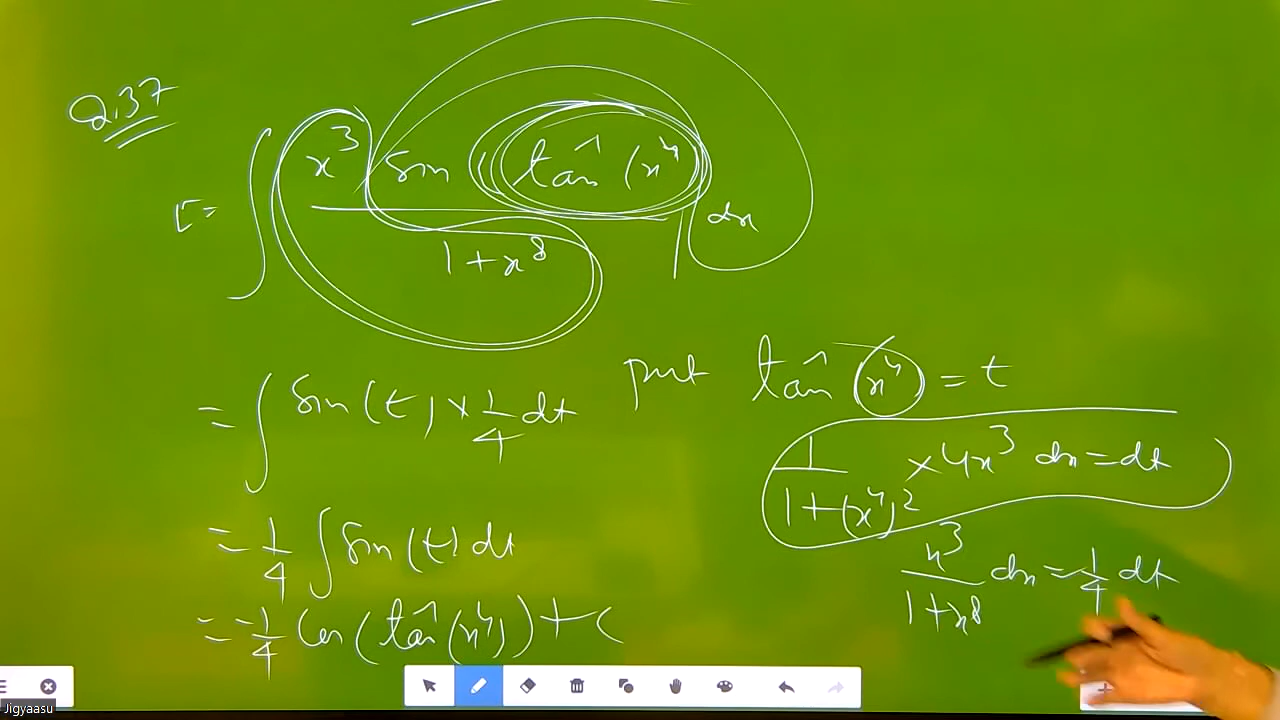 Q.37
I = ∫ x³ sin (tan⁻¹(x⁴)) / 1+x⁸ dx
put tan⁻¹(x⁴) = t
= ∫ sin(t) × 1/4 dt
1/1+(x⁴)² × 4x³ dx = dt
= 1/4 ∫ sin(t) dt
x³/1+x⁸ dx = 1/4 dt
= -1/4 cos(tan⁻¹(x⁴)) + c
Jigyaasu